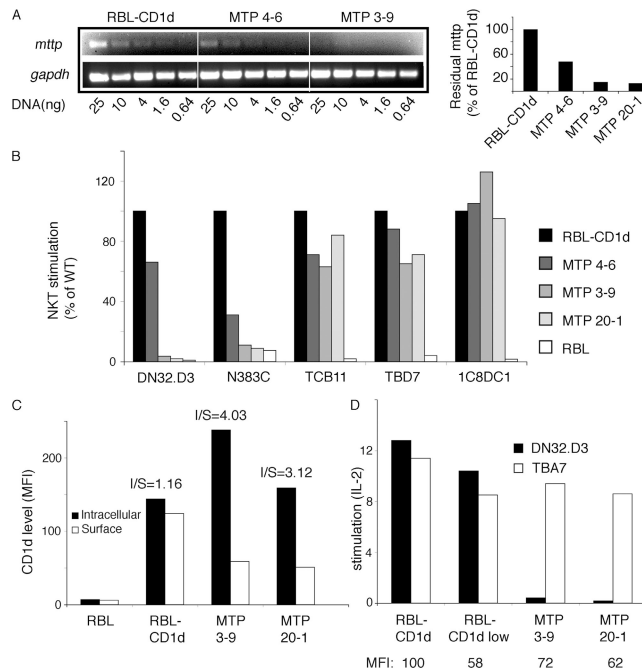 A
RBL-CD1d MTP 4-6 MTP 3-9
mttp
gapdh
DNA(ng) 25 10 4 1.6 0.64 25 10 4 1.6 0.64 25 10 4 1.6 0.64
Residual mttp
(% of RBL-CD1d)
100
80
60
40
20
RBL-CD1d MTP 4-6 MTP 3-9 MTP 20-1
B
NKT stimulation
(% of WT)
120
80
40
0
DN32.D3 N383C TCB11 TBD7 1C8DC1
RBL-CD1d
MTP 4-6
MTP 3-9
MTP 20-1
RBL
C
CD1d level (MFI)
200
100
0
I/S=1.16
I/S=4.03
I/S=3.12
Intracellular
Surface
RBL RBL-CD1d MTP 3-9 MTP 20-1
D
stimulation (IL-2)
12
8
4
0
DN32.D3
TBA7
RBL-CD1d RBL-CD1d low MTP 3-9 MTP 20-1
MFI: 100 58 72 62